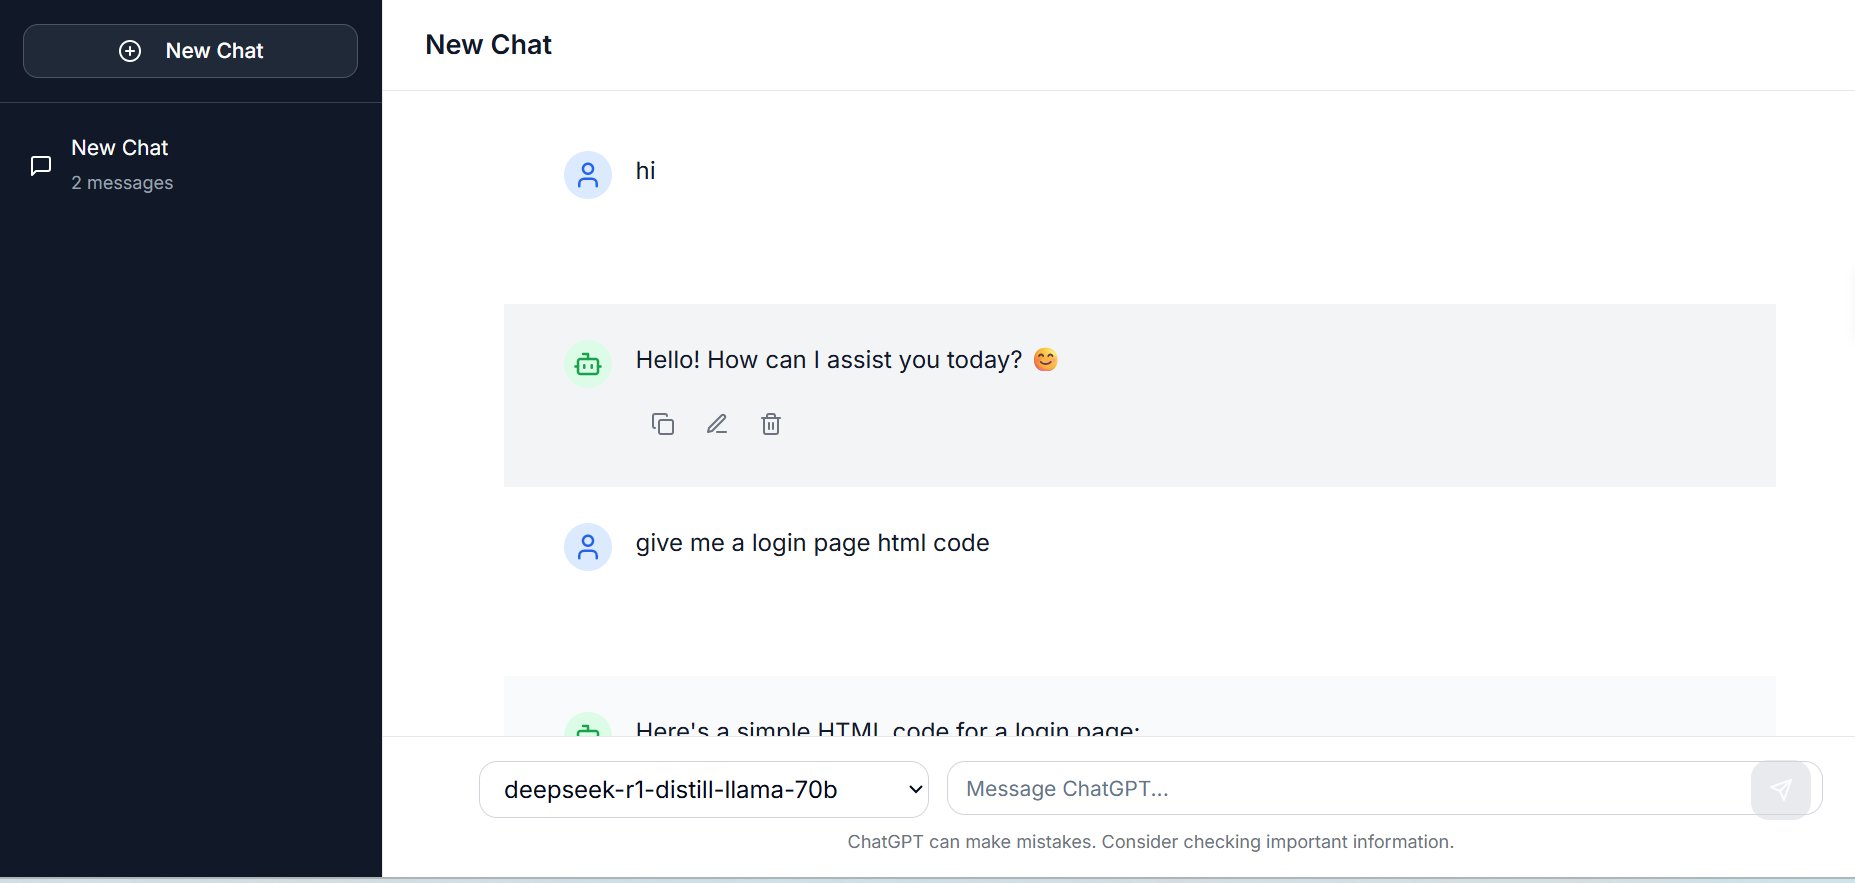 New Chat
New Chat
2 messages
New Chat
hi
Hello! How can I assist you today? 😊
give me a login page html code
Here's a simple HTML code for a login page:
deepseek-r1-distill-llama-70b
Message ChatGPT...
ChatGPT can make mistakes. Consider checking important information.